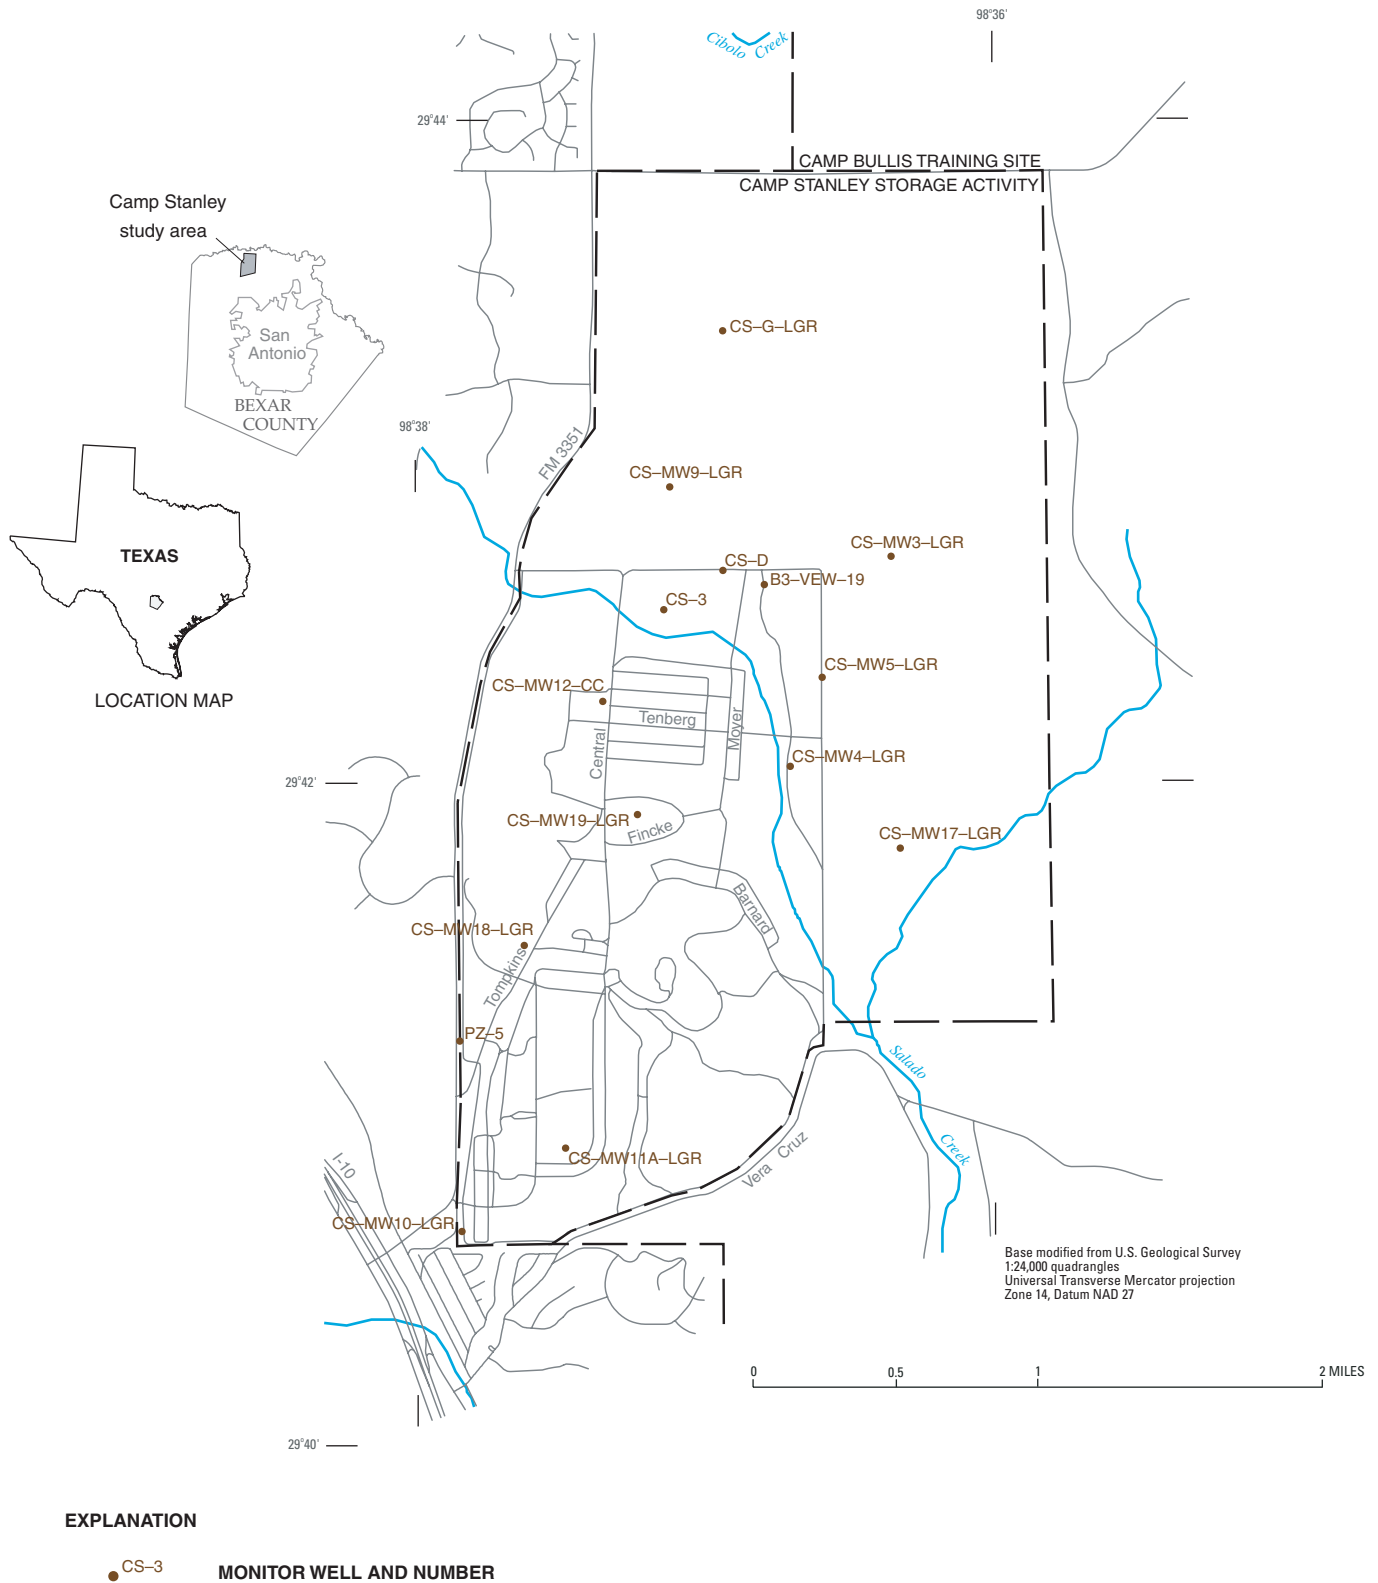 98°36'
Cibolo Creek
29°44'
CAMP BULLIS TRAINING SITE
CAMP STANLEY STORAGE ACTIVITY
Camp Stanley
study area
San
Antonio
BEXAR
COUNTY
CS–G–LGR
98°38'
FM 3351
CS–MW9–LGR
CS–MW3–LGR
TEXAS
CS–D
B3–VEW–19
CS–3
CS–MW5–LGR
CS–MW12–CC
LOCATION MAP
Tenberg
Moyer
Central
CS–MW4–LGR
29°42'
CS–MW19–LGR
Fincke
CS–MW17–LGR
Barnard
CS–MW18–LGR
Tompkins
PZ–5
Salado
Creek
CS–MW11A–LGR
Vera Cruz
I-10
CS–MW10–LGR
Base modified from U.S. Geological Survey
1:24,000 quadrangles
Universal Transverse Mercator projection
Zone 14, Datum NAD 27
0 0.5 1 2 MILES
29°40'
EXPLANATION
CS–3
MONITOR WELL AND NUMBER